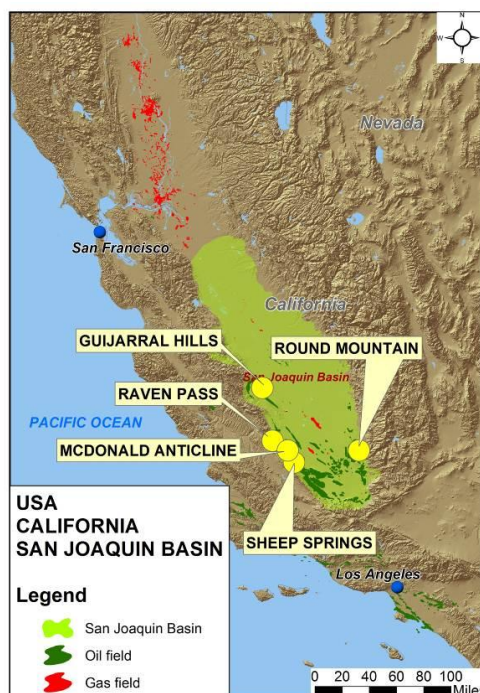 N
W E
S
Nevada
San Francisco
California
GUIJARRAL HILLS
ROUND MOUNTAIN
San Joaquin Basin
RAVEN PASS
PACIFIC OCEAN
MCDONALD ANTICLINE
SHEEP SPRINGS
USA
CALIFORNIA
SAN JOAQUIN BASIN
Los Angeles
Legend
San Joaquin Basin
Oil field
Gas field
0 20 40 60 80 100
Mile